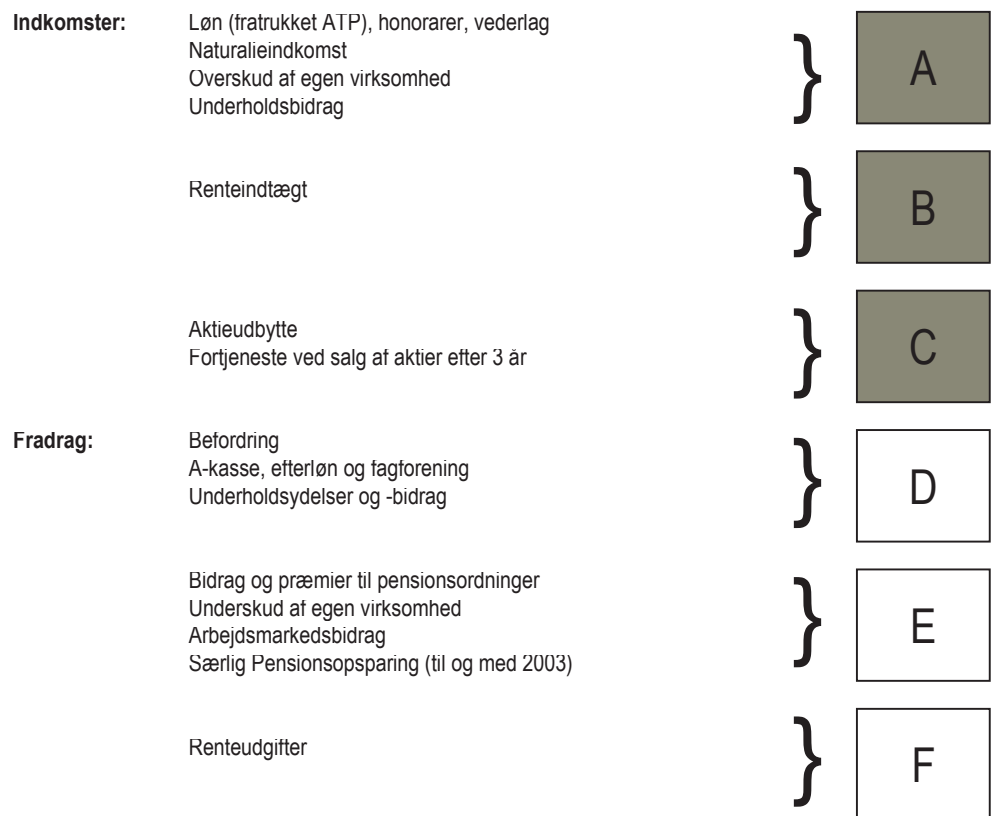 Indkomster: Løn (fratrukket ATP), honorarer, vederlag
Naturalieindkomst
Overskud af egen virksomhed
Underholdsbidrag
} A
Renteindtægt } B
Aktieudbytte
Fortjeneste ved salg af aktier efter 3 år
} C
Fradrag: Befordring
A-kasse, efterløn og fagforening
Underholdsydelser og -bidrag
} D
Bidrag og præmier til pensionsordninger
Underskud af egen virksomhed
Arbejdsmarkedsbidrag
Særlig Pensionsopsparing (til og med 2003)
} E
Renteudgifter } F